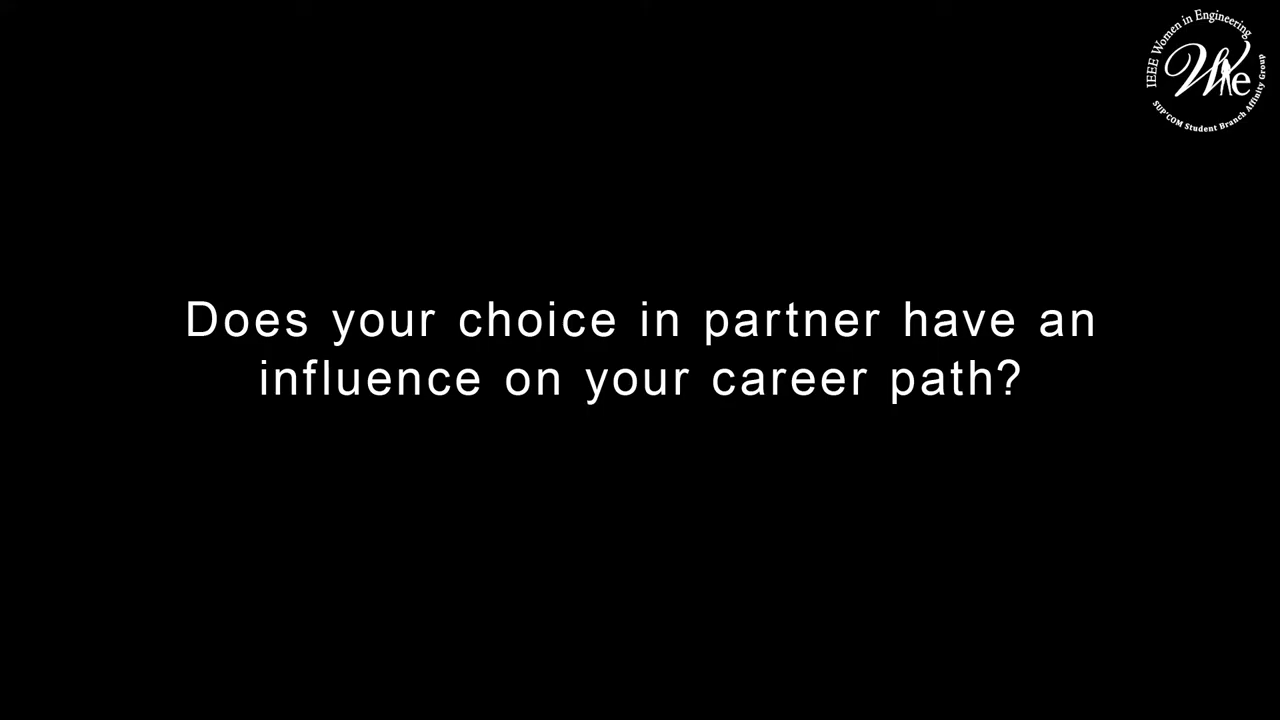 IEEE Women in Engineering
WIe
SUP'COM Student Branch Affinity Group
Does your choice in partner have an
influence on your career path?